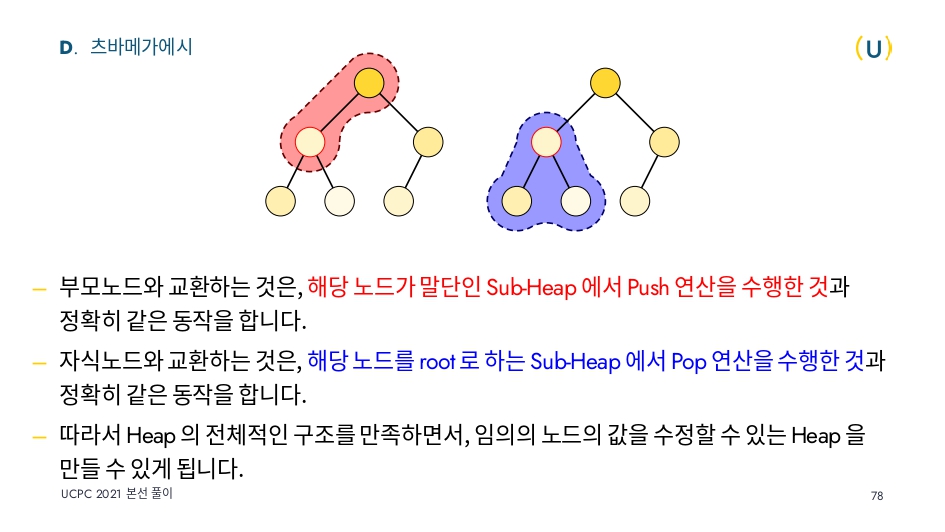 D. 츠바메가에시
(U)
– 부모노드와 교환하는 것은, 해당 노드가 말단인 Sub-Heap 에서 Push 연산을 수행한 것과
정확히 같은 동작을 합니다.
– 자식노드와 교환하는 것은, 해당 노드를 root 로 하는 Sub-Heap 에서 Pop 연산을 수행한 것과
정확히 같은 동작을 합니다.
– 따라서 Heap 의 전체적인 구조를 만족하면서, 임의의 노드의 값을 수정할 수 있는 Heap 을
만들 수 있게 됩니다.
UCPC 2021 본선 풀이
78